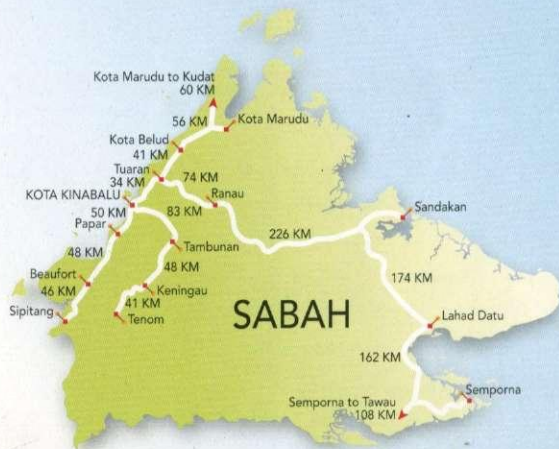 Kota Marudu to Kudat
60 KM
56 KM
Kota Marudu
Kota Belud
41 KM
Tuaran
34 KM
74 KM
KOTA KINABALU
Ranau
50 KM
83 KM
Sandakan
Papar
226 KM
Tambunan
48 KM
48 KM
174 KM
Beaufort
46 KM
Keningau
41 KM
Sipitang
Tenom
SABAH
Lahad Datu
162 KM
Semporna
Semporna to Tawau
108 KM